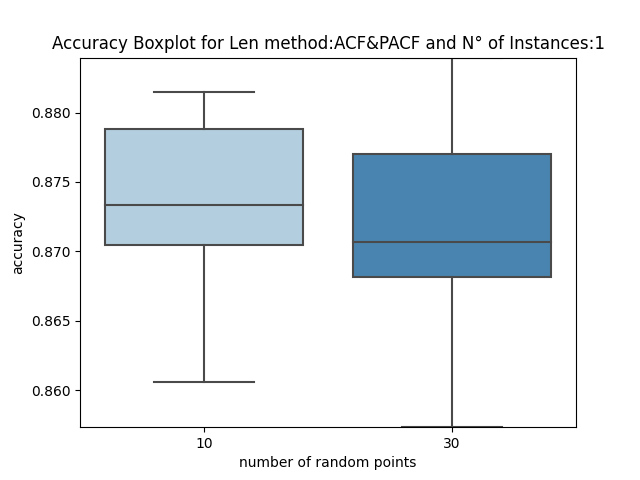 Accuracy Boxplot for Len method:ACF&PACF and N° of Instances:1
0.880
0.875
0.870
0.865
0.860
accuracy
10
30
number of random points